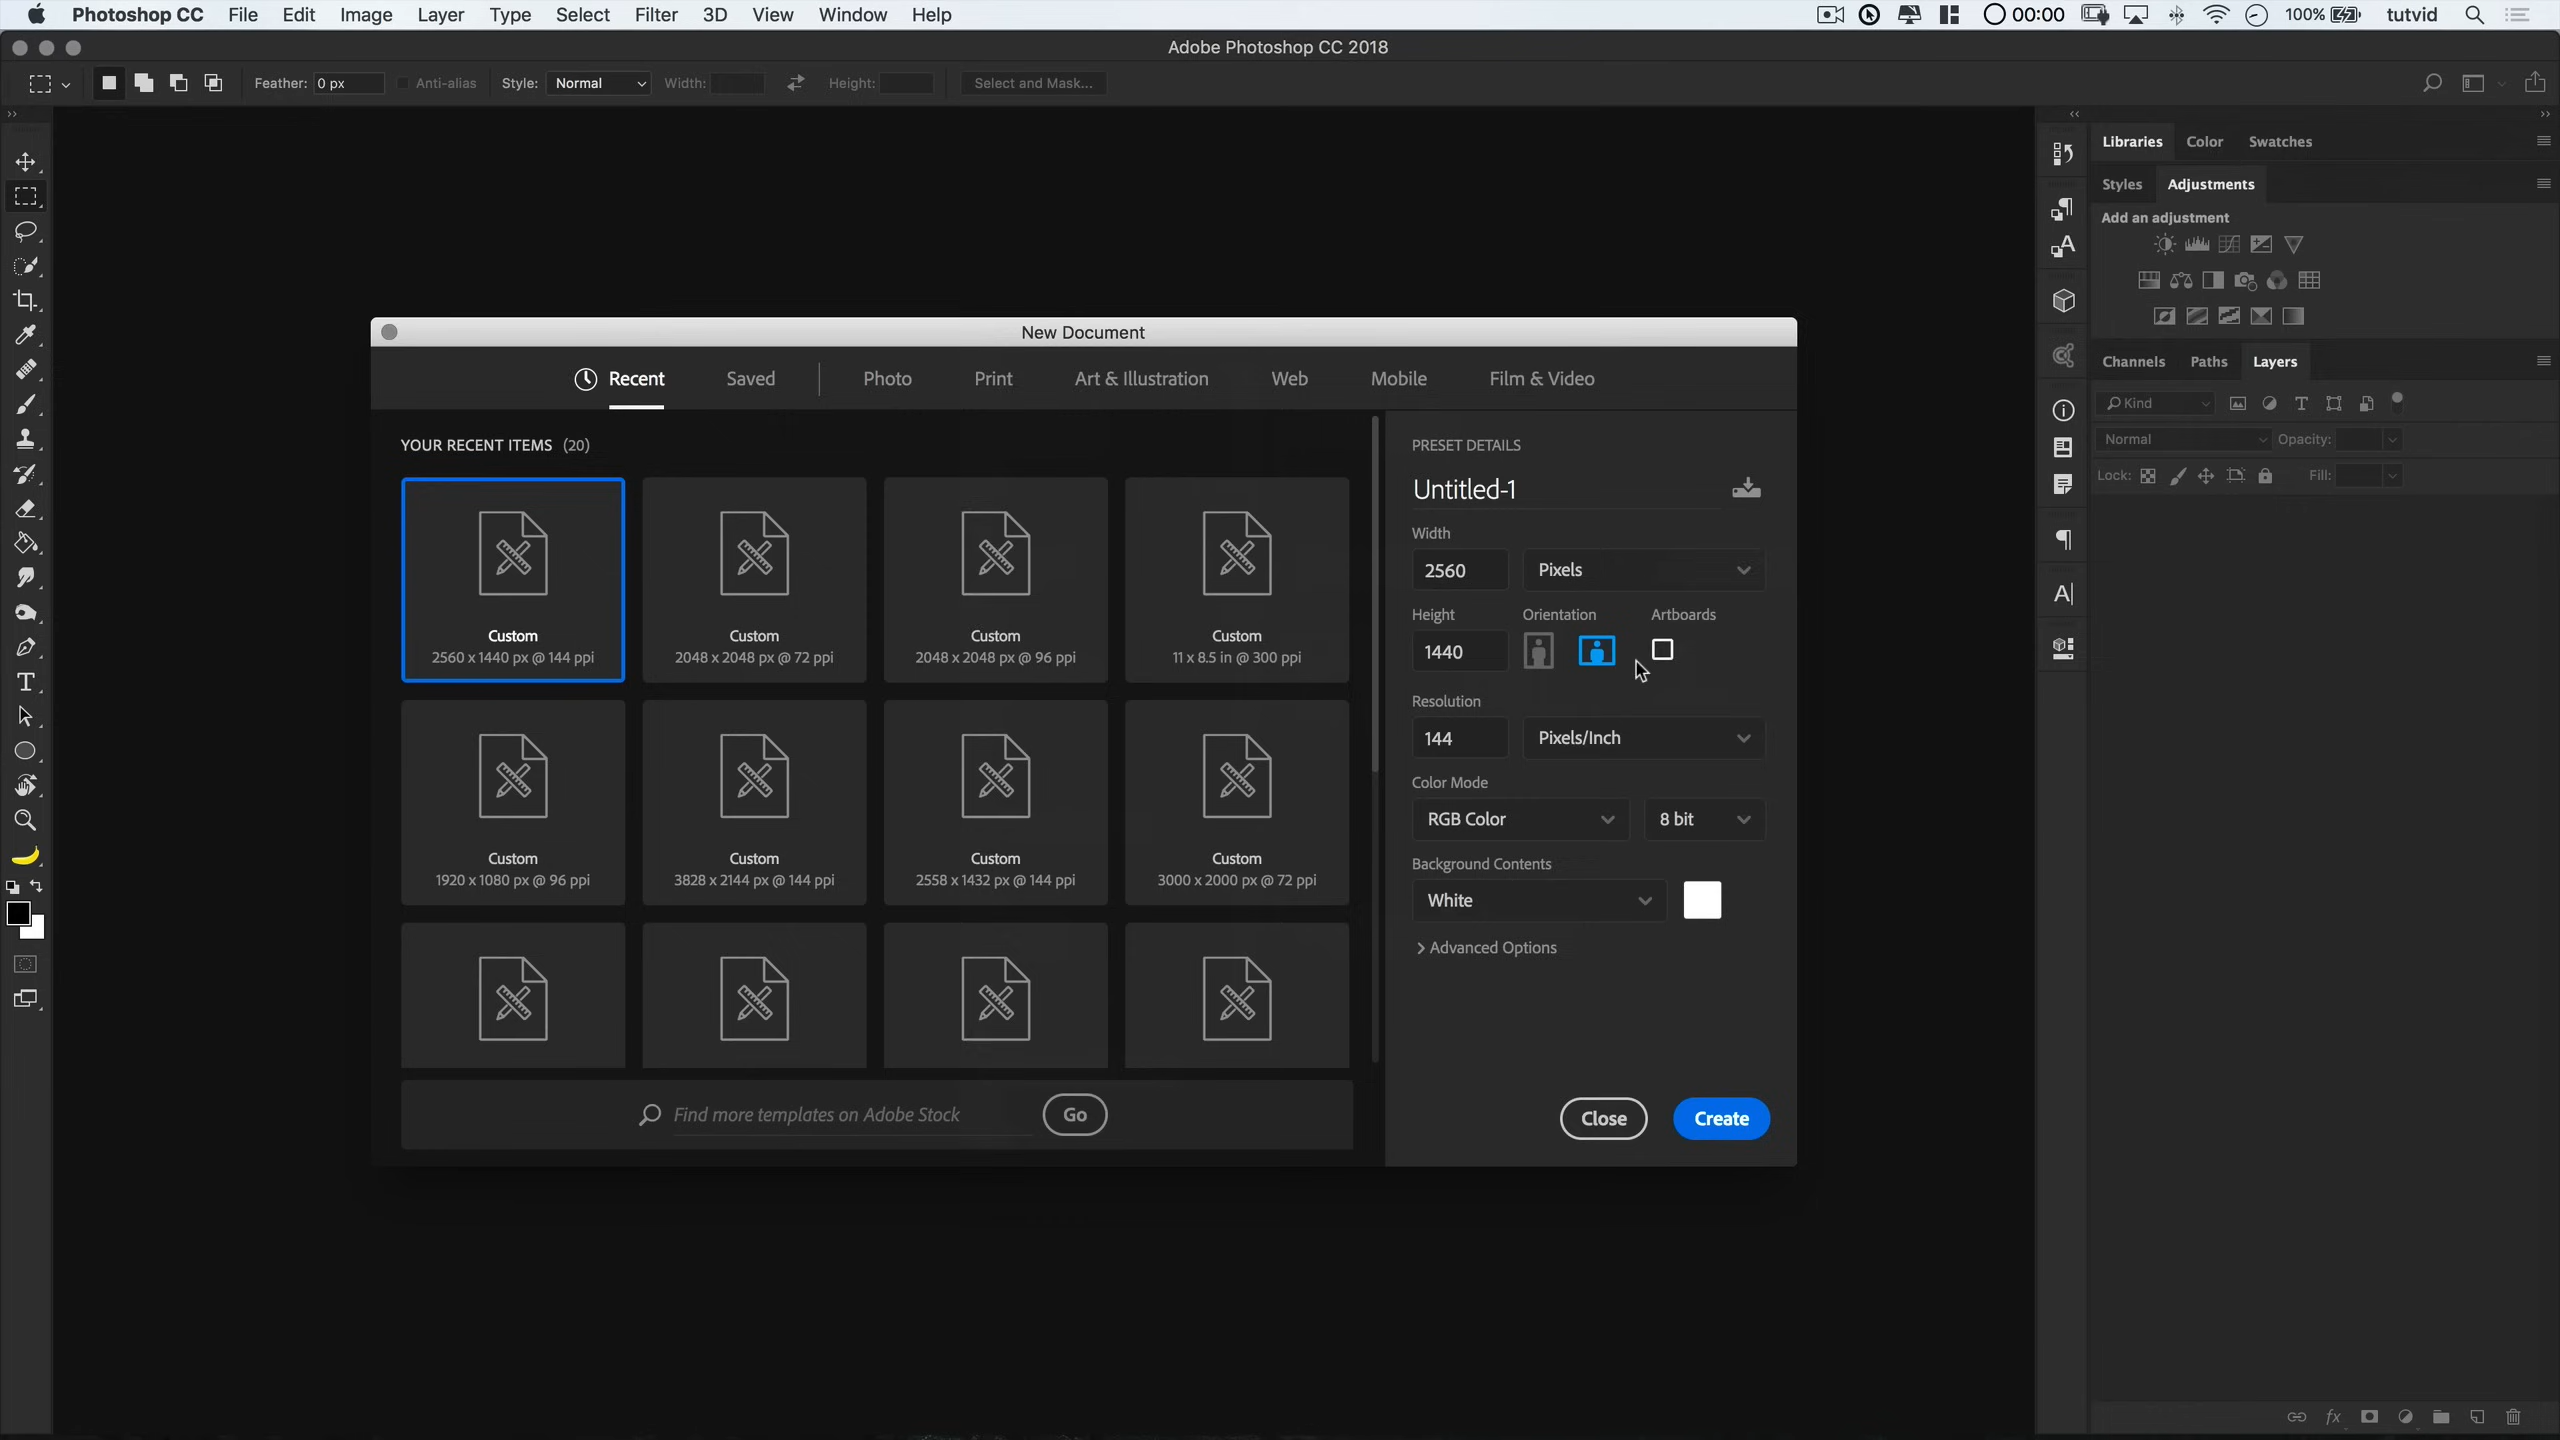 Photoshop CC File Edit Image Layer Type Select Filter 3D View Window Help 00:00 100% tutvid
Adobe Photoshop CC 2018
Feather: 0 px Anti-alias Style: Normal Width: Height: Select and Mask...
Libraries Color Swatches
Styles Adjustments
Add an adjustment
Channels Paths Layers
Kind
Normal Opacity:
Lock: Fill:
New Document
Recent Saved Photo Print Art & Illustration Web Mobile Film & Video
YOUR RECENT ITEMS (20)
Custom
2560 x 1440 px @ 144 ppi
Custom
2048 x 2048 px @ 72 ppi
Custom
2048 x 2048 px @ 96 ppi
Custom
11 x 8.5 in @ 300 ppi
Custom
1920 x 1080 px @ 96 ppi
Custom
3828 x 2144 px @ 144 ppi
Custom
2558 x 1432 px @ 144 ppi
Custom
3000 x 2000 px @ 72 ppi
Find more templates on Adobe Stock Go
PRESET DETAILS
Untitled-1
Width
2560 Pixels
Height Orientation Artboards
1440
Resolution
144 Pixels/Inch
Color Mode
RGB Color 8 bit
Background Contents
White
Advanced Options
Close Create